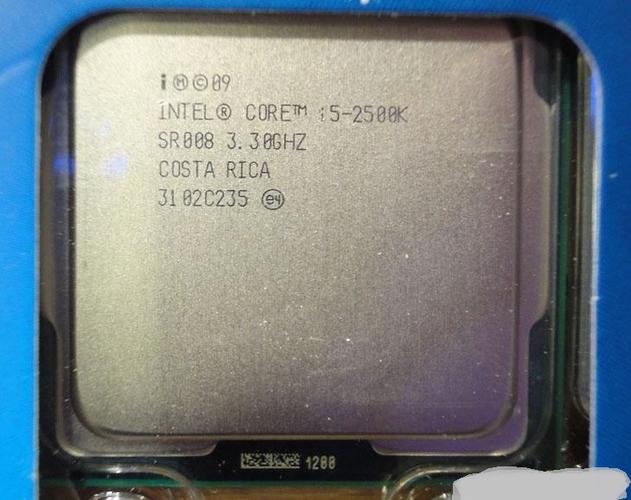 i Ⓜ © 09
INTEL® CORE™ i5-2500K
SR008 3.30GHZ
COSTA RICA
3102C235 e4
1200